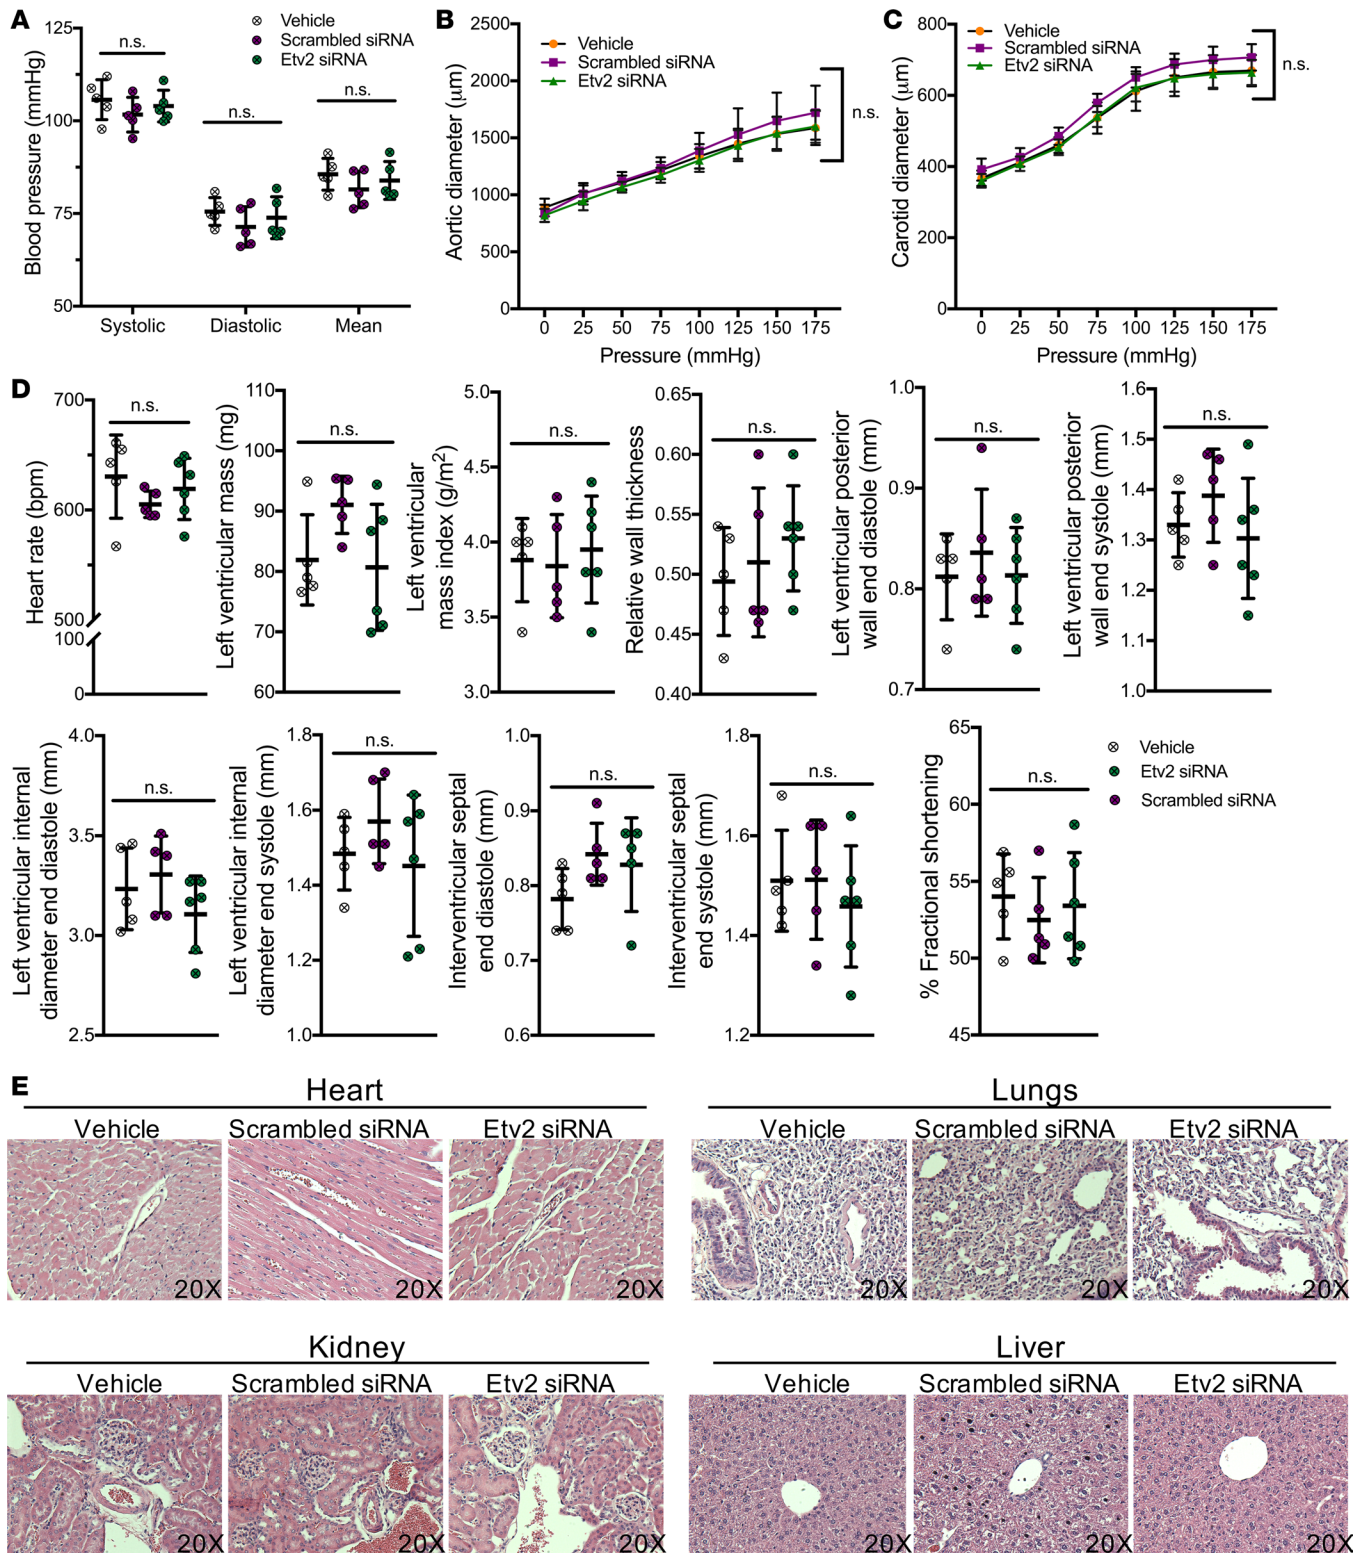 A
Blood pressure (mmHg)
125
100
75
50
n.s.
n.s.
n.s.
Systolic
Diastolic
Mean
Vehicle
Scrambled siRNA
Etv2 siRNA
B
Aortic diameter (μm)
2500
2000
1500
1000
500
0
Vehicle
Scrambled siRNA
Etv2 siRNA
n.s.
0 25 50 75 100 125 150 175
Pressure (mmHg)
C
Carotid diameter (μm)
800
600
400
200
0
Vehicle
Scrambled siRNA
Etv2 siRNA
n.s.
0 25 50 75 100 125 150 175
Pressure (mmHg)
D
Heart rate (bpm)
700
600
500
100
0
n.s.
Left ventricular mass (mg)
110
100
90
80
70
60
n.s.
Left ventricular
mass index (g/m²)
5.0
4.5
4.0
3.5
3.0
n.s.
Relative wall thickness
0.65
0.60
0.55
0.50
0.45
0.40
n.s.
Left ventricular posterior
wall end diastole (mm)
1.0
0.9
0.8
0.7
n.s.
Left ventricular posterior
wall end systole (mm)
1.6
1.5
1.4
1.3
1.2
1.1
1.0
n.s.
Left ventricular internal
diameter end diastole (mm)
4.0
3.5
3.0
2.5
n.s.
Left ventricular internal
diameter end systole (mm)
1.8
1.6
1.4
1.2
1.0
n.s.
Interventricular septal
end diastole (mm)
1.0
0.9
0.8
0.7
0.6
n.s.
Interventricular septal
end systole (mm)
1.8
1.6
1.4
1.2
n.s.
% Fractional shortening
65
60
55
50
45
n.s.
Vehicle
Etv2 siRNA
Scrambled siRNA
E
Heart
Vehicle
Scrambled siRNA
Etv2 siRNA
20X
20X
20X
Lungs
Vehicle
Scrambled siRNA
Etv2 siRNA
20X
20X
20X
Kidney
Vehicle
Scrambled siRNA
Etv2 siRNA
20X
20X
20X
Liver
Vehicle
Scrambled siRNA
Etv2 siRNA
20X
20X
20X